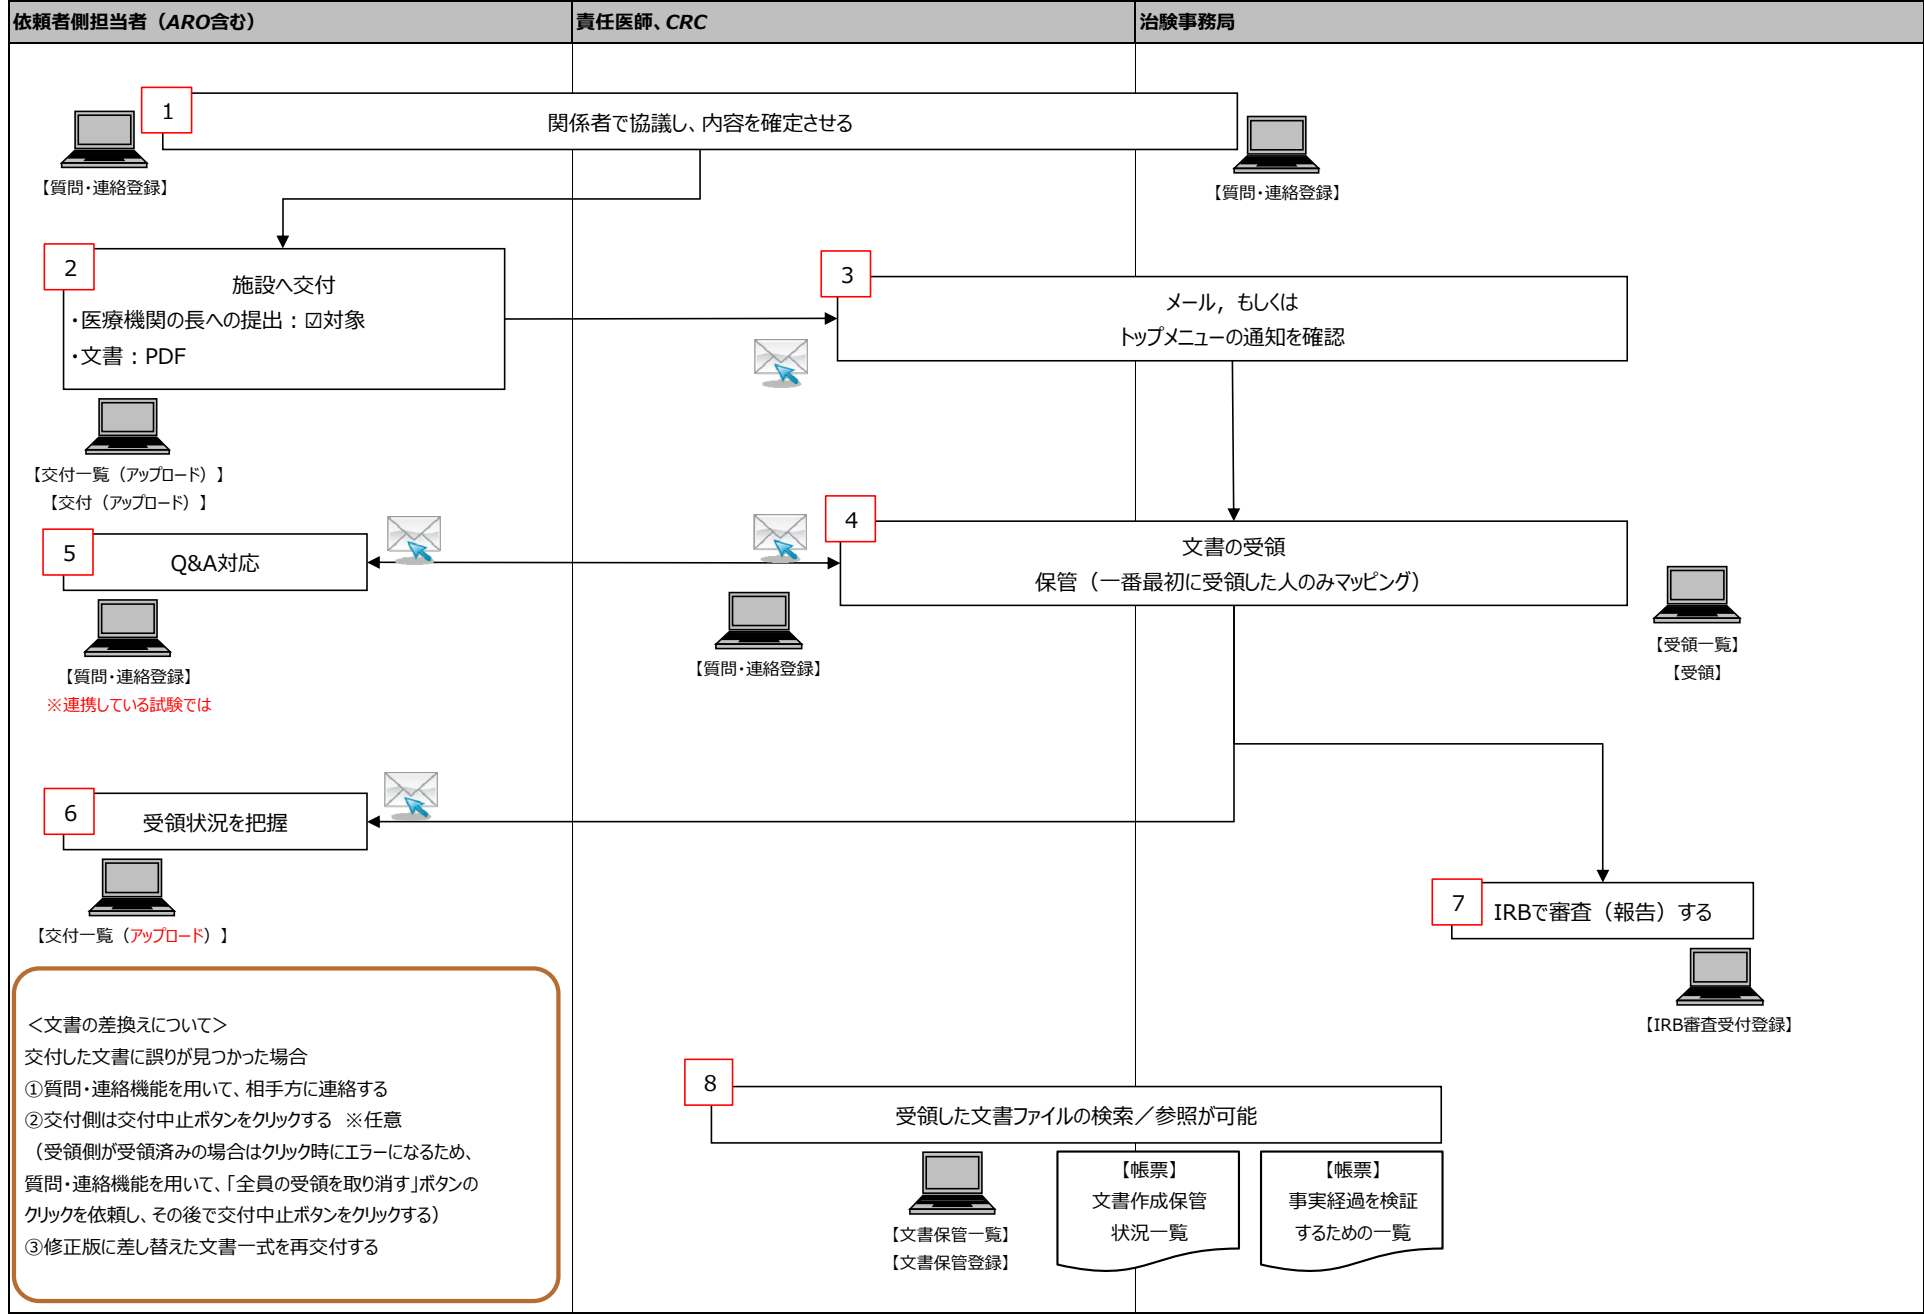 依頼者側担当者（ARO含む）
責任医師、CRC
治験事務局
1
関係者で協議し、内容を確定させる
【質問・連絡登録】
【質問・連絡登録】
2
施設へ交付
・医療機関の長への提出：☑対象
・文書：PDF
3
メール，もしくは
トップメニューの通知を確認
【交付一覧（アップロード）】
【交付（アップロード）】
4
文書の受領
保管（一番最初に受領した人のみマッピング）
5
Q&A対応
【質問・連絡登録】
※連携している試験では
【質問・連絡登録】
【受領一覧】
【受領】
6
受領状況を把握
【交付一覧（アップロード）】
7
IRBで審査（報告）する
【IRB審査受付登録】
＜文書の差換えについて＞
交付した文書に誤りが見つかった場合
①質問・連絡機能を用いて、相手方に連絡する
②交付側は交付中止ボタンをクリックする　※任意
（受領側が受領済みの場合はクリック時にエラーになるため、
質問・連絡機能を用いて、「全員の受領を取り消す」ボタンの
クリックを依頼し、その後で交付中止ボタンをクリックする）
③修正版に差し替えた文書一式を再交付する
8
受領した文書ファイルの検索／参照が可能
【文書保管一覧】
【文書保管登録】
【帳票】
文書作成保管
状況一覧
【帳票】
事実経過を検証
するための一覧